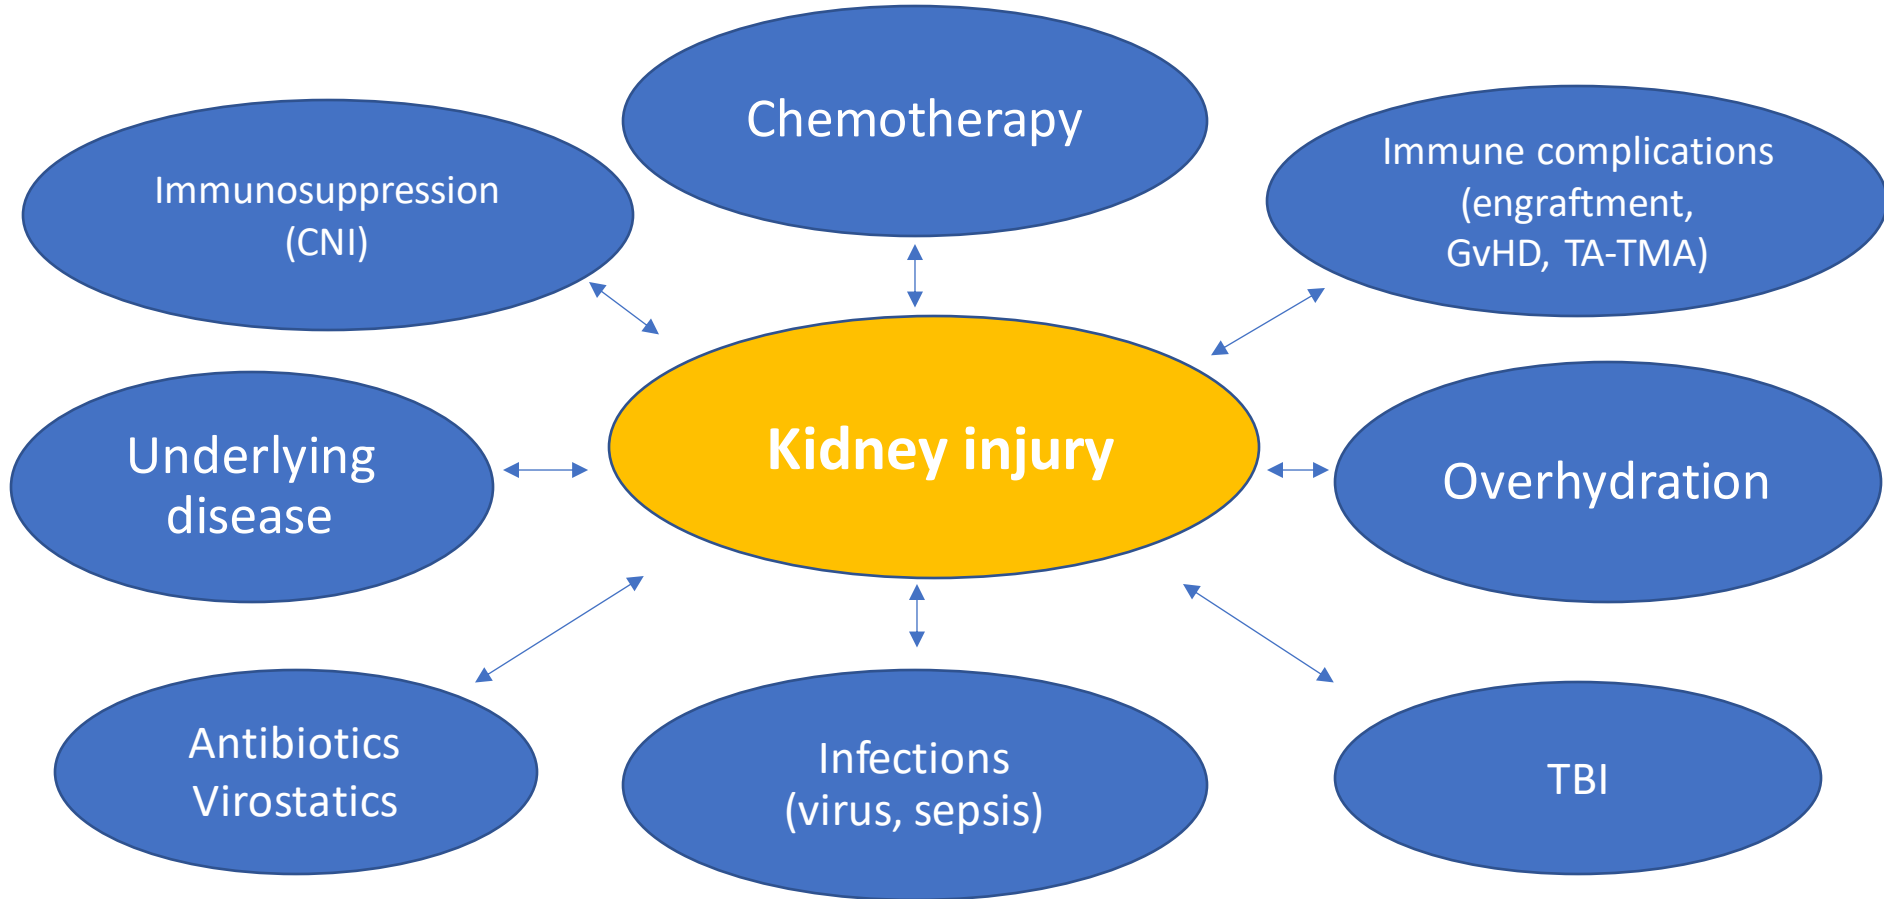 Chemotherapy
Immunosuppression
(CNI)
Immune complications
(engraftment,
GvHD, TA-TMA)
Underlying
disease
Kidney injury
Overhydration
Antibiotics
Virostatics
Infections
(virus, sepsis)
TBI